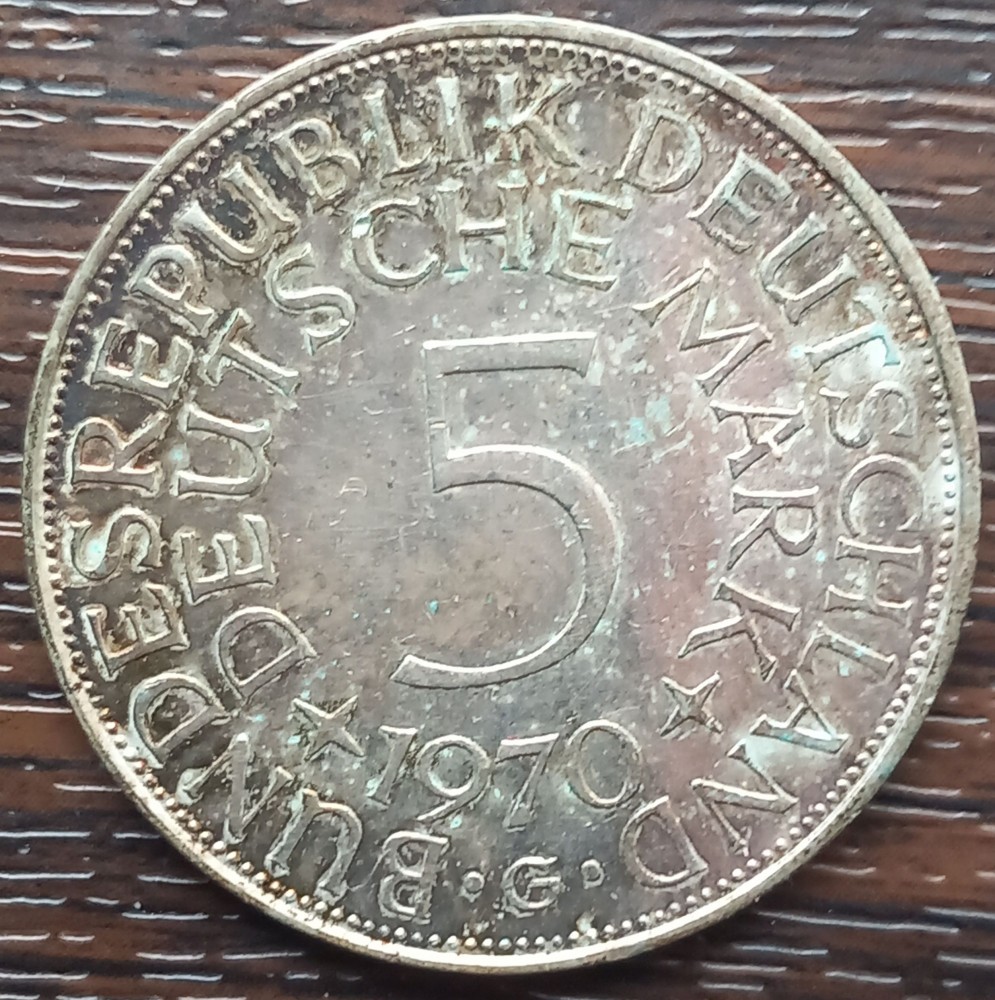 BUNDESREPUBLIK DEUTSCHLAND
DEUTSCHE MARK
5
1970
· G ·